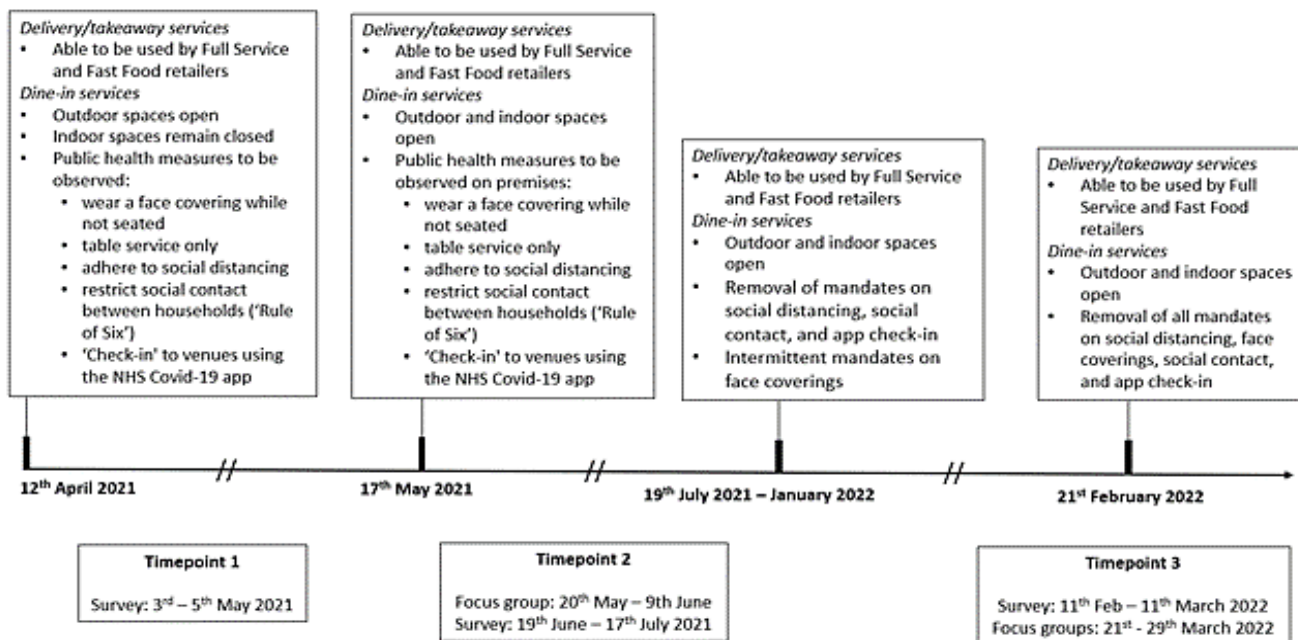 Delivery/takeaway services
• Able to be used by Full Service
and Fast Food retailers
Dine-in services
• Outdoor spaces open
• Indoor spaces remain closed
• Public health measures to be
observed:
• wear a face covering while
not seated
• table service only
• adhere to social distancing
• restrict social contact
between households ('Rule
of Six')
• 'Check-in' to venues using
the NHS Covid-19 app
Delivery/takeaway services
• Able to be used by Full Service
and Fast Food retailers
Dine-in services
• Outdoor and indoor spaces
open
• Public health measures to be
observed on premises:
• wear a face covering while
not seated
• table service only
• adhere to social distancing
• restrict social contact
between households ('Rule
of Six')
• 'Check-in' to venues using
the NHS Covid-19 app
Delivery/takeaway services
• Able to be used by Full Service
and Fast Food retailers
Dine-in services
• Outdoor and indoor spaces
open
• Removal of mandates on
social distancing, social
contact, and app check-in
• Intermittent mandates on
face coverings
Delivery/takeaway services
• Able to be used by Full
Service and Fast Food
retailers
Dine-in services
• Outdoor and indoor spaces
open
• Removal of all mandates
on social distancing, face
coverings, social contact,
and app check-in
12th April 2021
17th May 2021
19th July 2021 – January 2022
21st February 2022
Timepoint 1
Survey: 3rd – 5th May 2021
Timepoint 2
Focus group: 20th May – 9th June
Survey: 19th June – 17th July 2021
Timepoint 3
Survey: 11th Feb – 11th March 2022
Focus groups: 21st - 29th March 2022